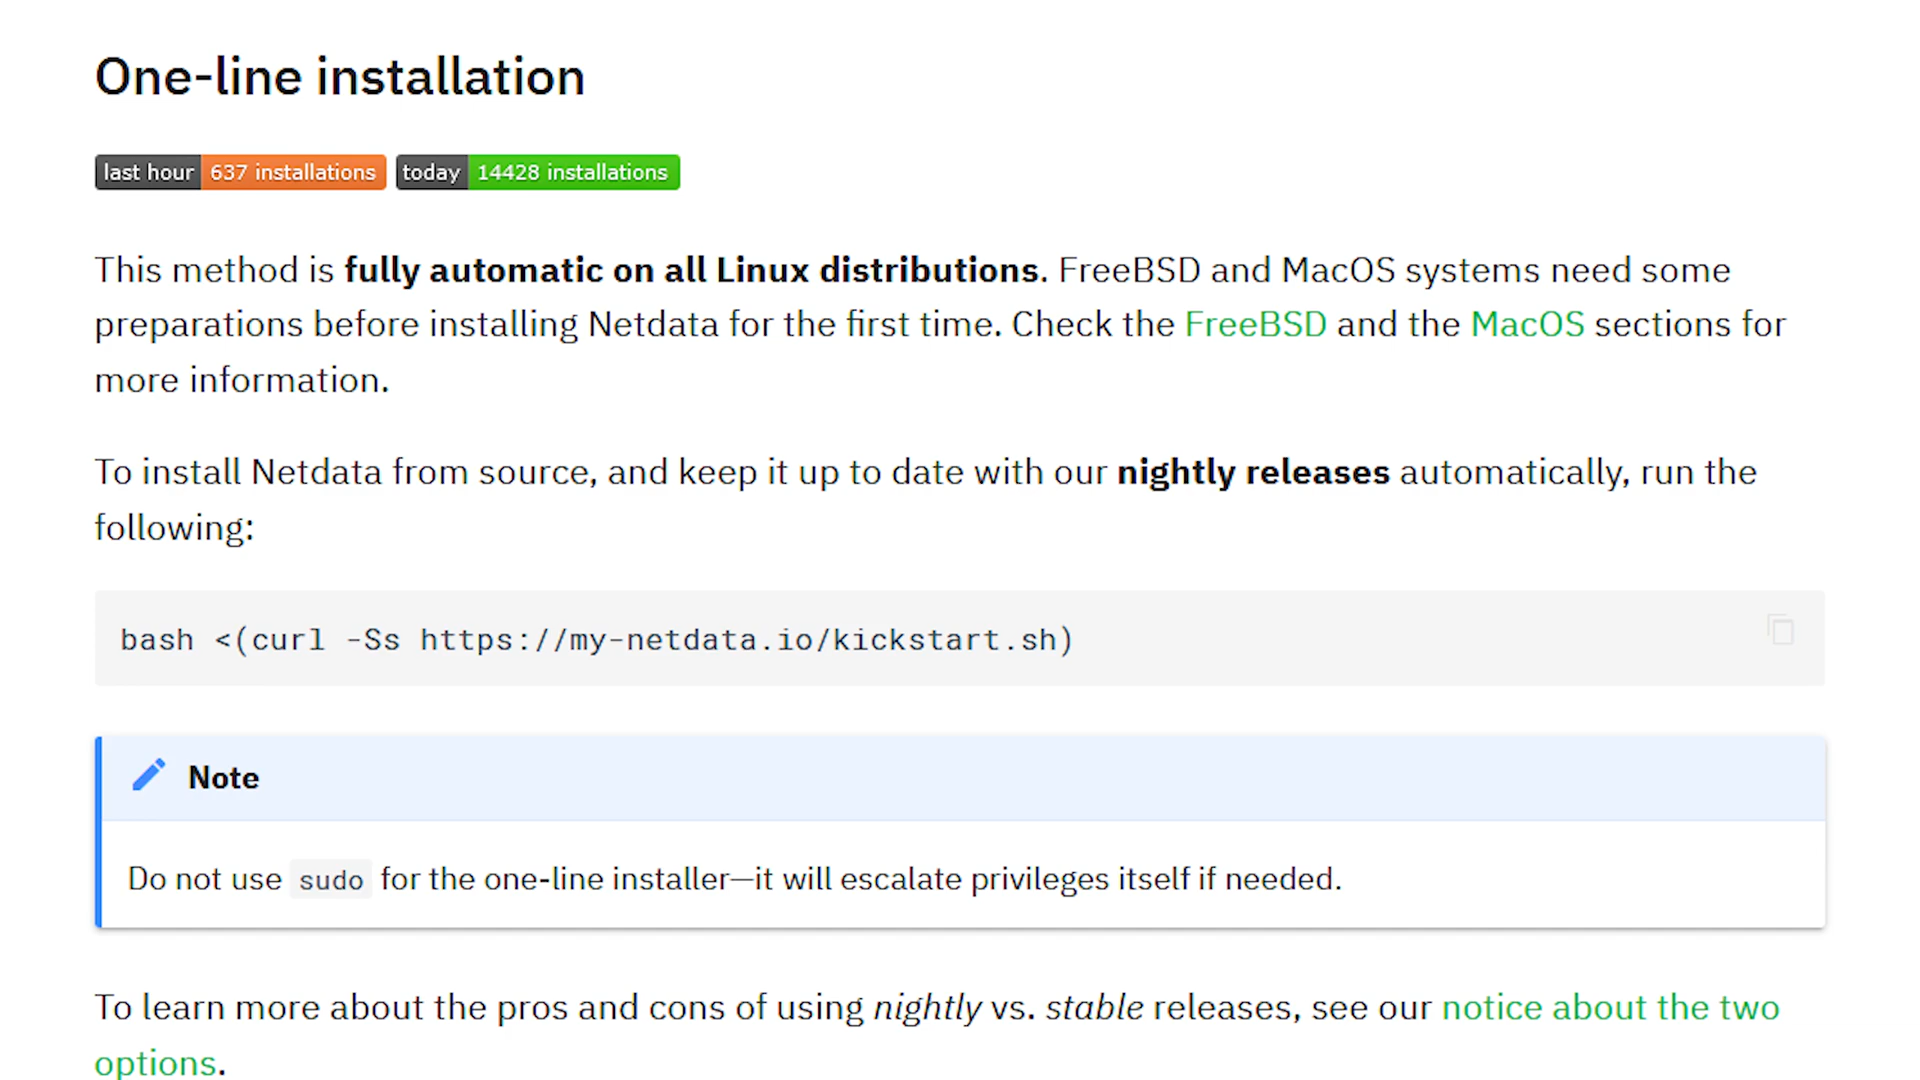 One-line installation
last hour 637 installations today 14428 installations
This method is fully automatic on all Linux distributions. FreeBSD and MacOS systems need some
preparations before installing Netdata for the first time. Check the FreeBSD and the MacOS sections for
more information.
To install Netdata from source, and keep it up to date with our nightly releases automatically, run the
following:
bash <(curl -Ss https://my-netdata.io/kickstart.sh)
Note
Do not use sudo for the one-line installer—it will escalate privileges itself if needed.
To learn more about the pros and cons of using nightly vs. stable releases, see our notice about the two
options.